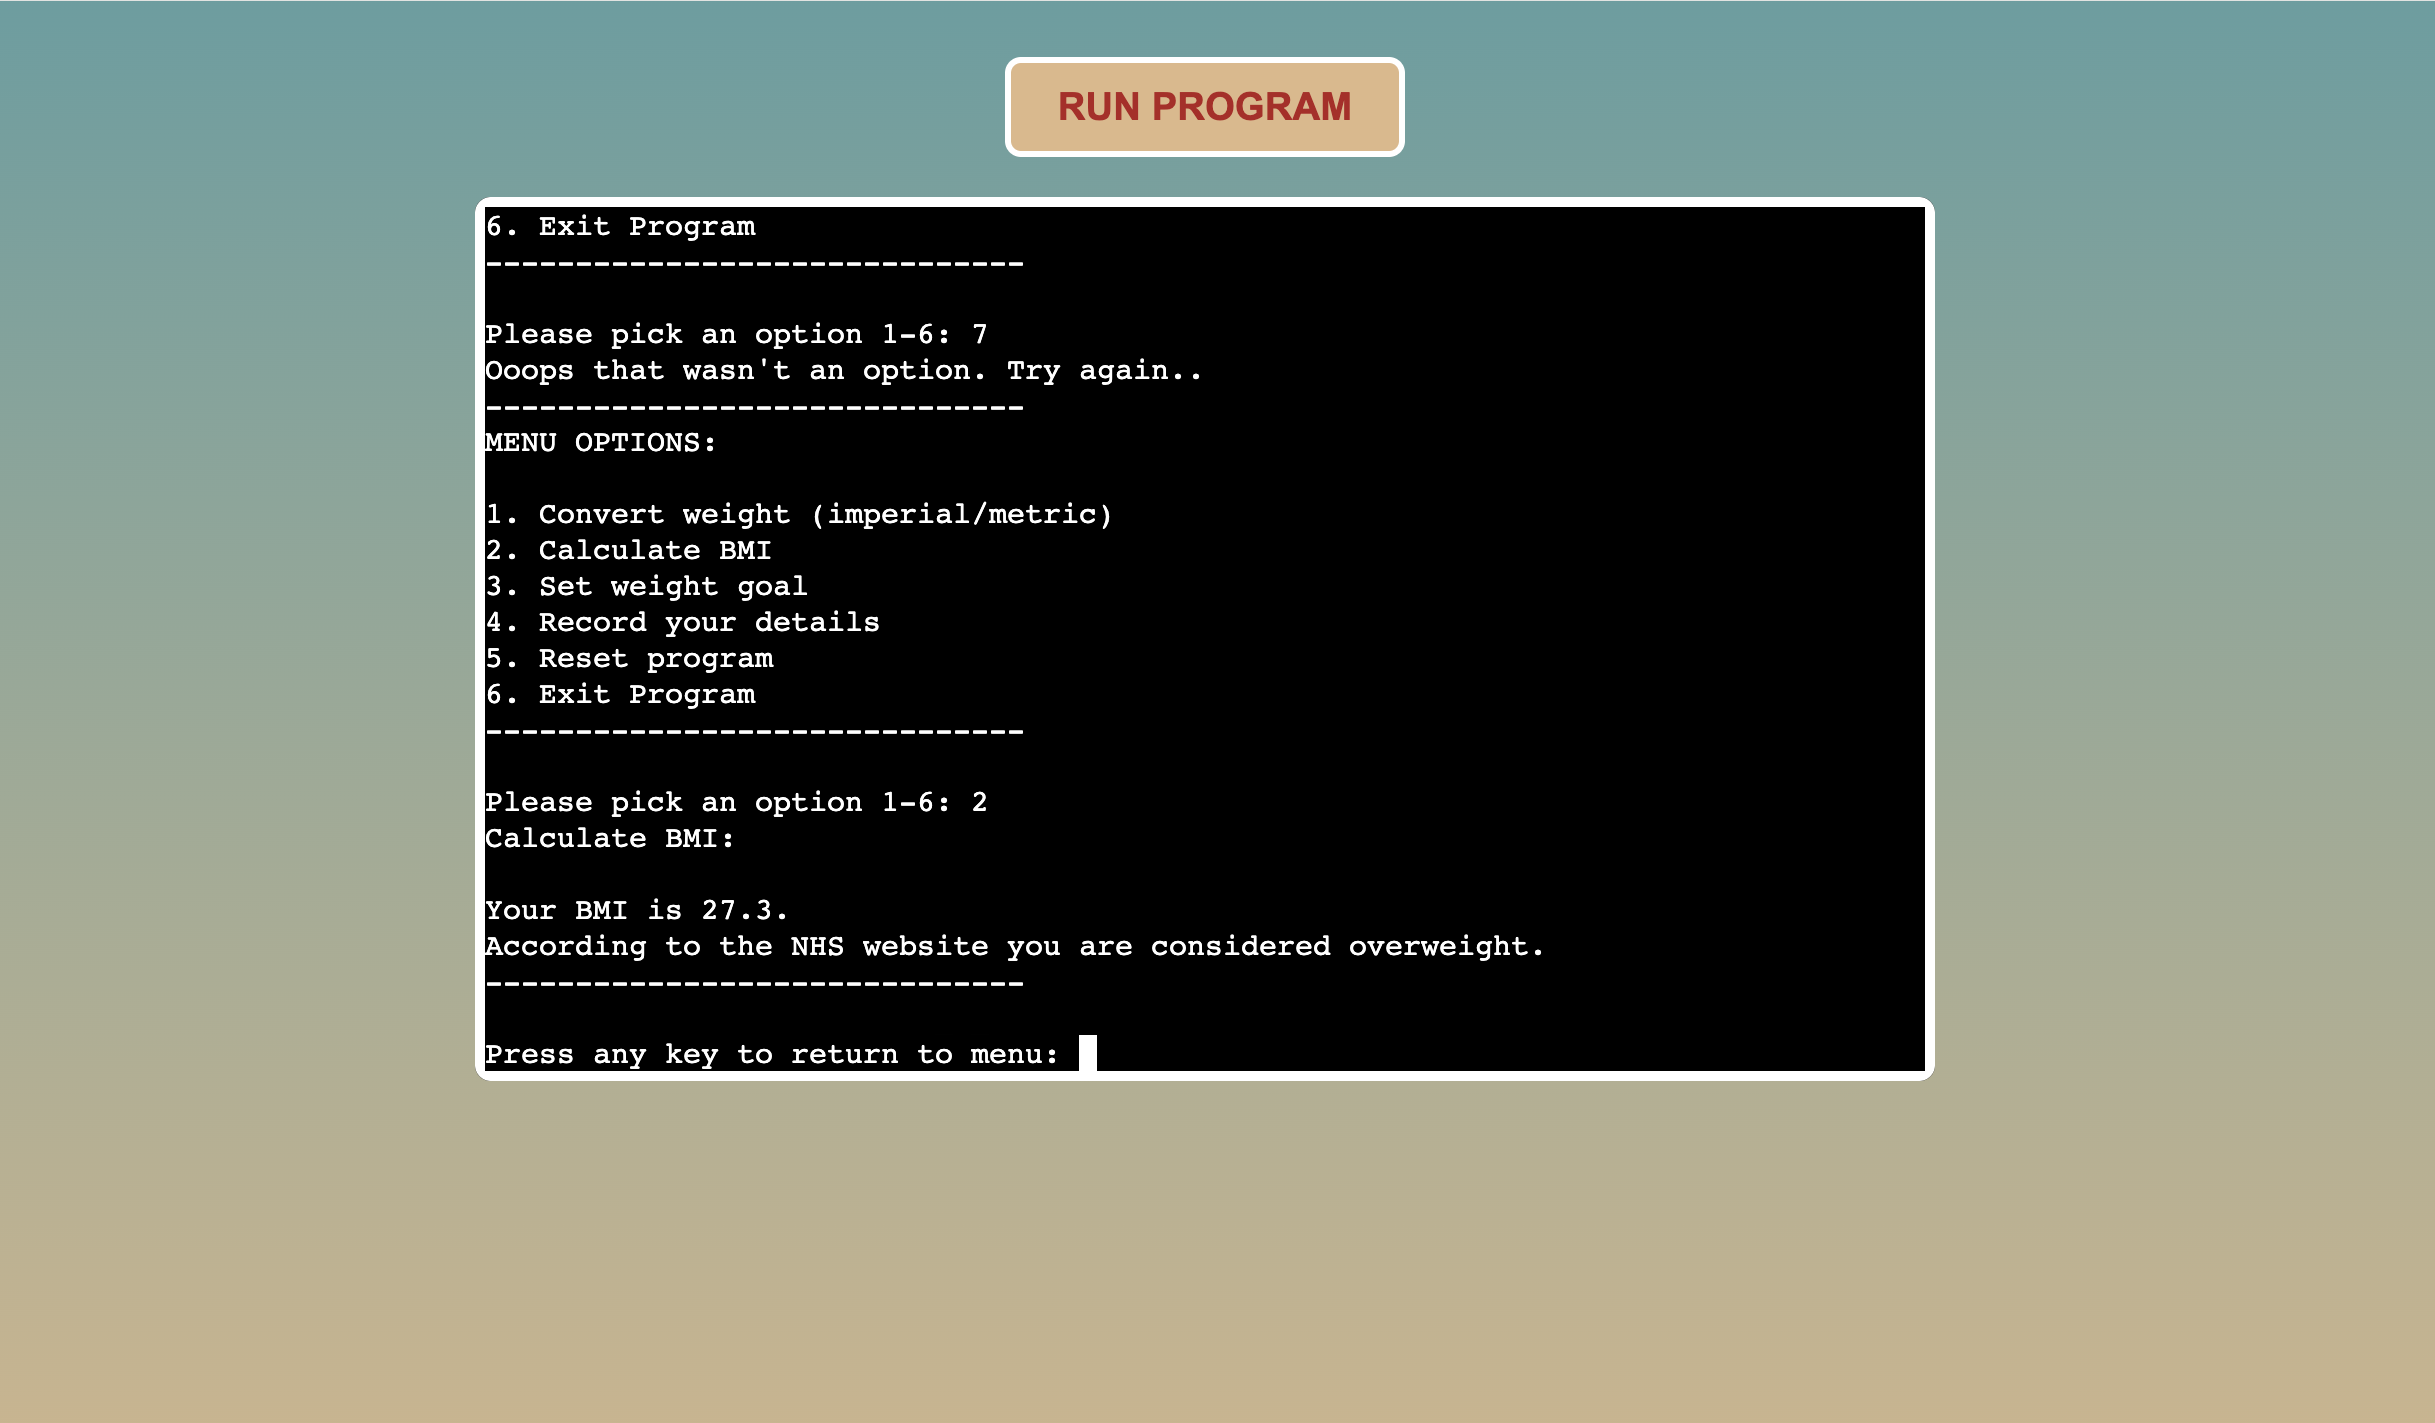 RUN PROGRAM
6. Exit Program
------------------------------
Please pick an option 1-6: 7
Ooops that wasn't an option. Try again..
------------------------------
MENU OPTIONS:
1. Convert weight (imperial/metric)
2. Calculate BMI
3. Set weight goal
4. Record your details
5. Reset program
6. Exit Program
------------------------------
Please pick an option 1-6: 2
Calculate BMI:
Your BMI is 27.3.
According to the NHS website you are considered overweight.
------------------------------
Press any key to return to menu: